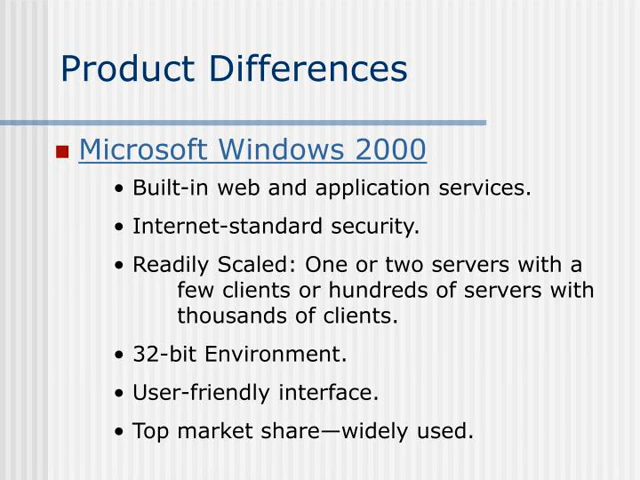 Product Differences
Microsoft Windows 2000
• Built-in web and application services.
• Internet-standard security.
• Readily Scaled: One or two servers with a
few clients or hundreds of servers with
thousands of clients.
• 32-bit Environment.
• User-friendly interface.
• Top market share—widely used.